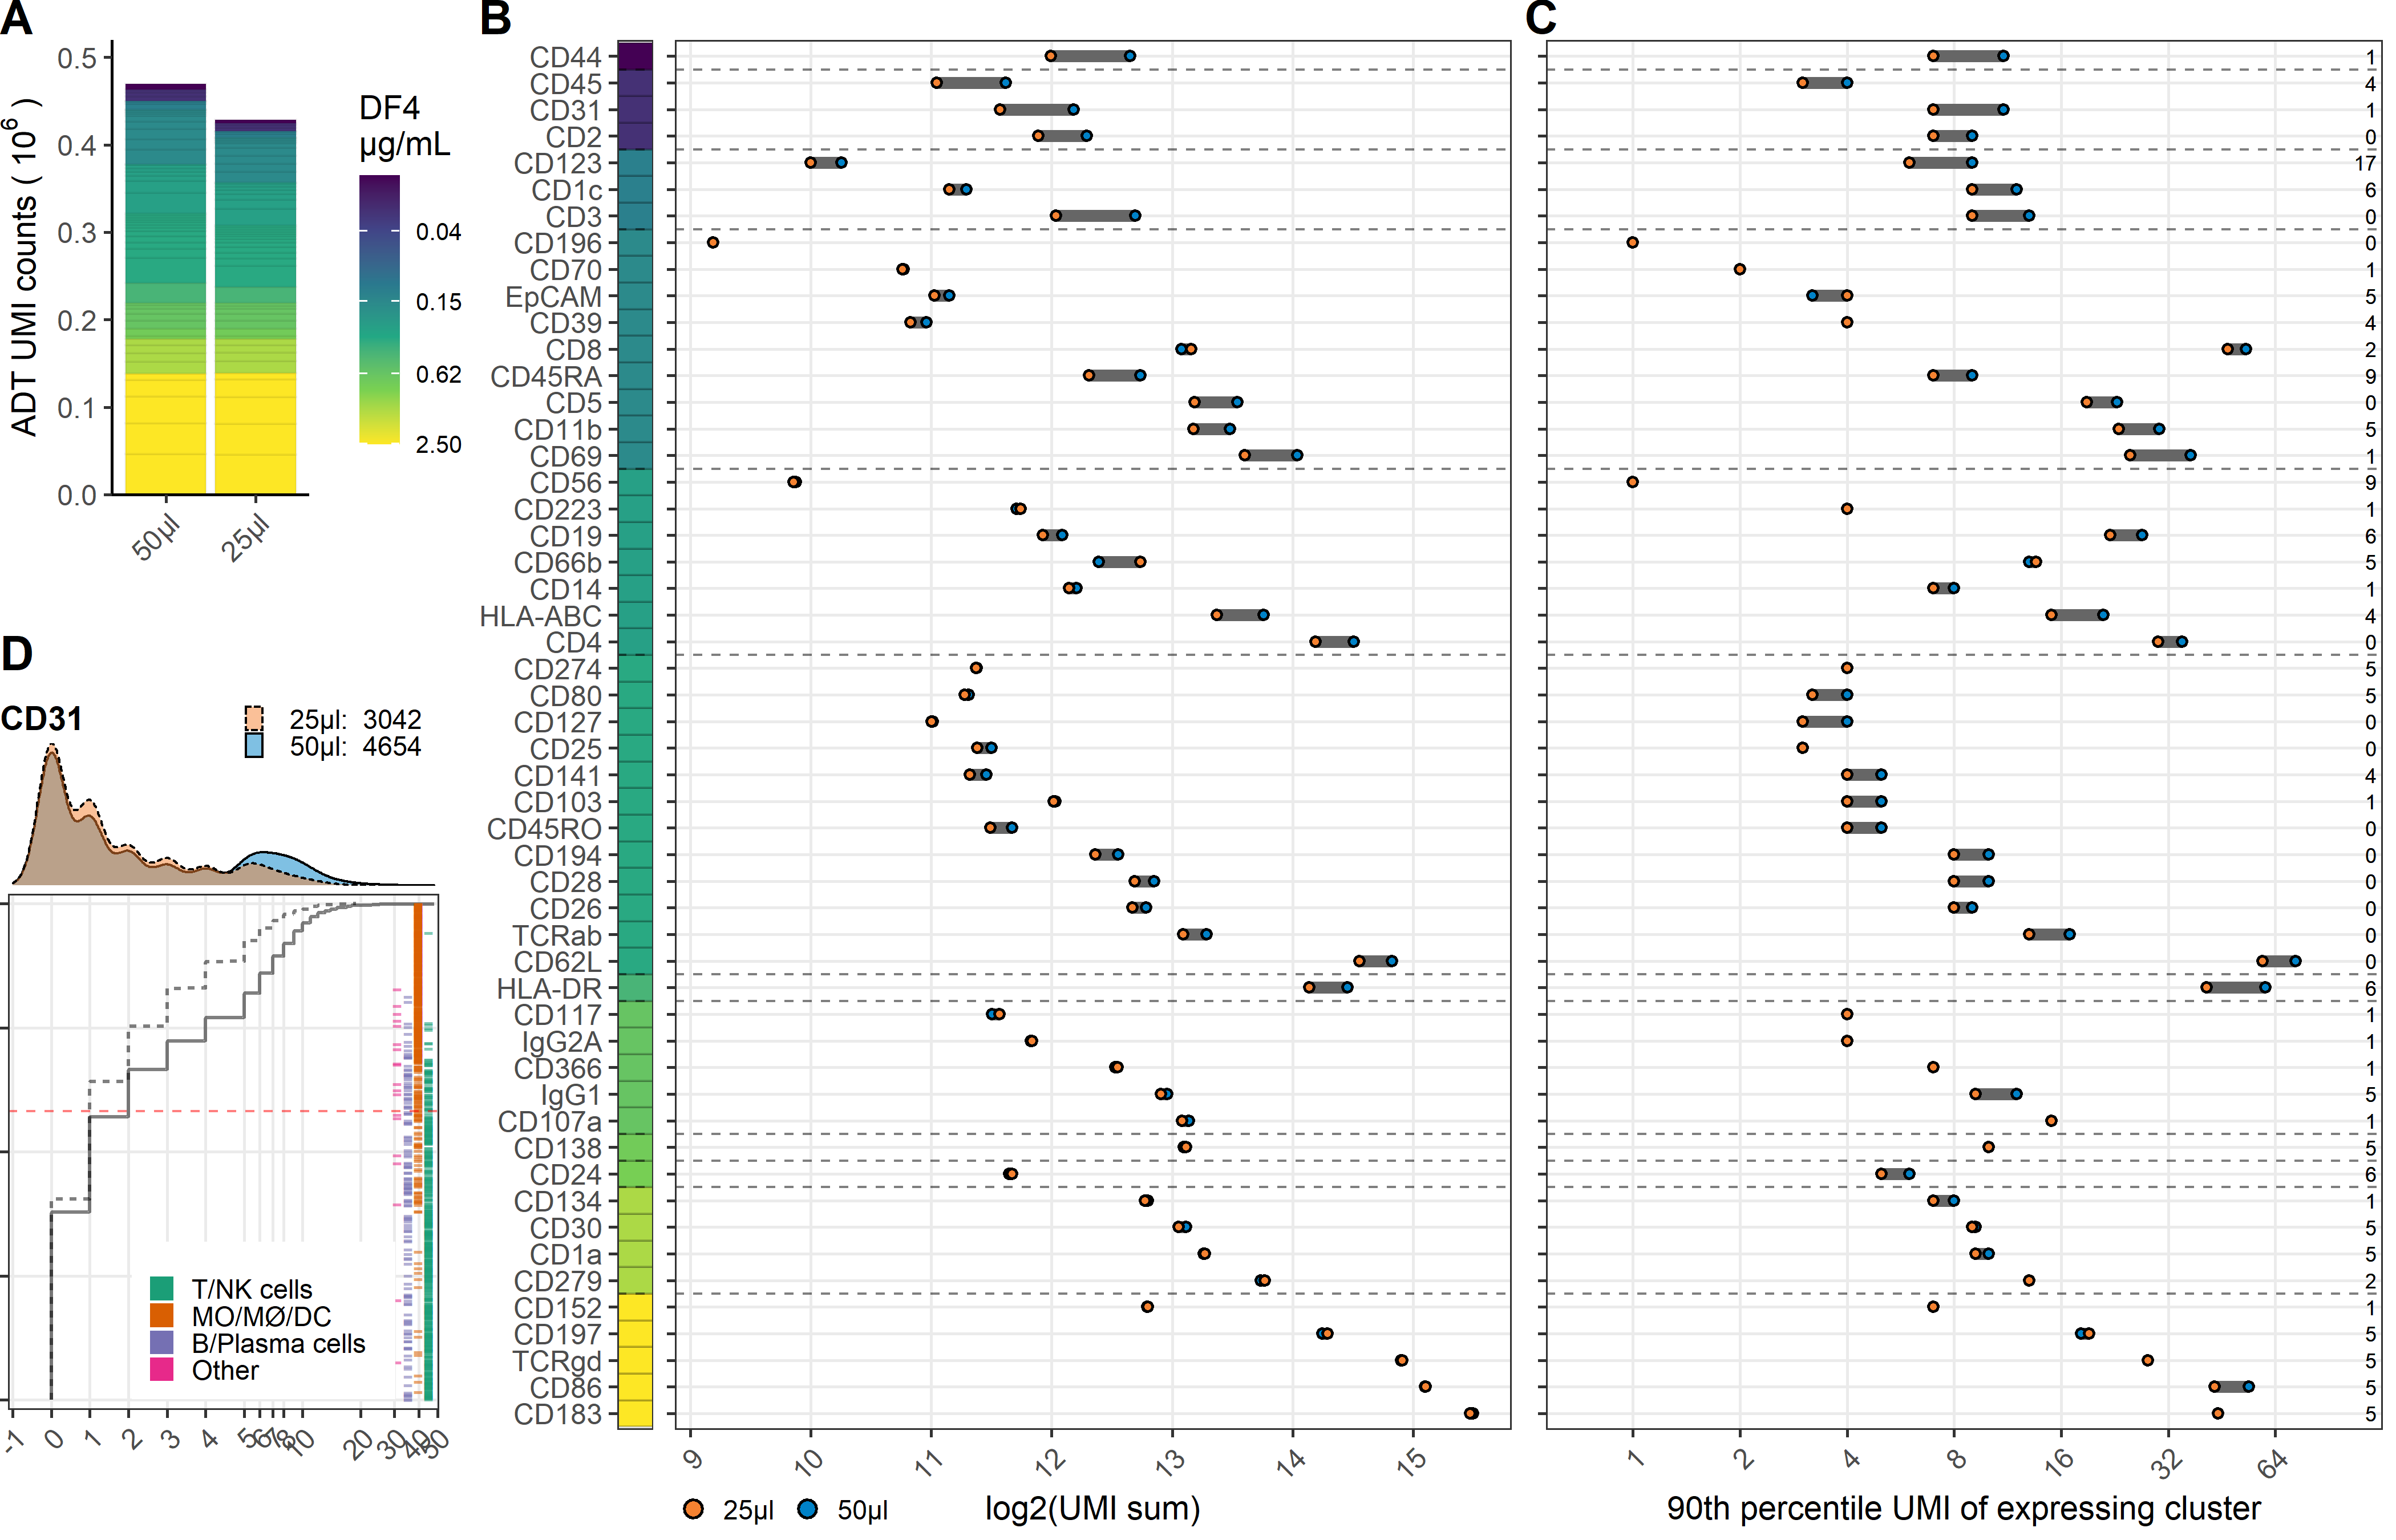 A
ADT UMI counts ( 10^6 )
0.5
0.4
0.3
0.2
0.1
0.0
50µl
25µl
DF4
µg/mL
0.04
0.15
0.62
2.50
B
CD44
CD45
CD31
CD2
CD123
CD1c
CD3
CD196
CD70
EpCAM
CD39
CD8
CD45RA
CD5
CD11b
CD69
CD56
CD223
CD19
CD66b
CD14
HLA-ABC
CD4
CD274
CD80
CD127
CD25
CD141
CD103
CD45RO
CD194
CD28
CD26
TCRab
CD62L
HLA-DR
CD117
IgG2A
CD366
IgG1
CD107a
CD138
CD24
CD134
CD30
CD1a
CD279
CD152
CD197
TCRgd
CD86
CD183
9 10 11 12 13 14 15
25µl 50µl log2(UMI sum)
C
1
4
1
0
17
6
0
0
1
5
4
2
9
0
5
1
9
1
6
5
1
4
0
5
5
0
0
4
1
0
0
0
0
0
0
6
1
1
1
5
1
5
6
1
5
5
2
1
5
5
5
5
1 2 4 8 16 32 64
90th percentile UMI of expressing cluster
D
CD31
25µl: 3042
50µl: 4654
T/NK cells
MO/MØ/DC
B/Plasma cells
Other
-1 0 1 2 3 4 5 6 7 8 10 20 30 40 50